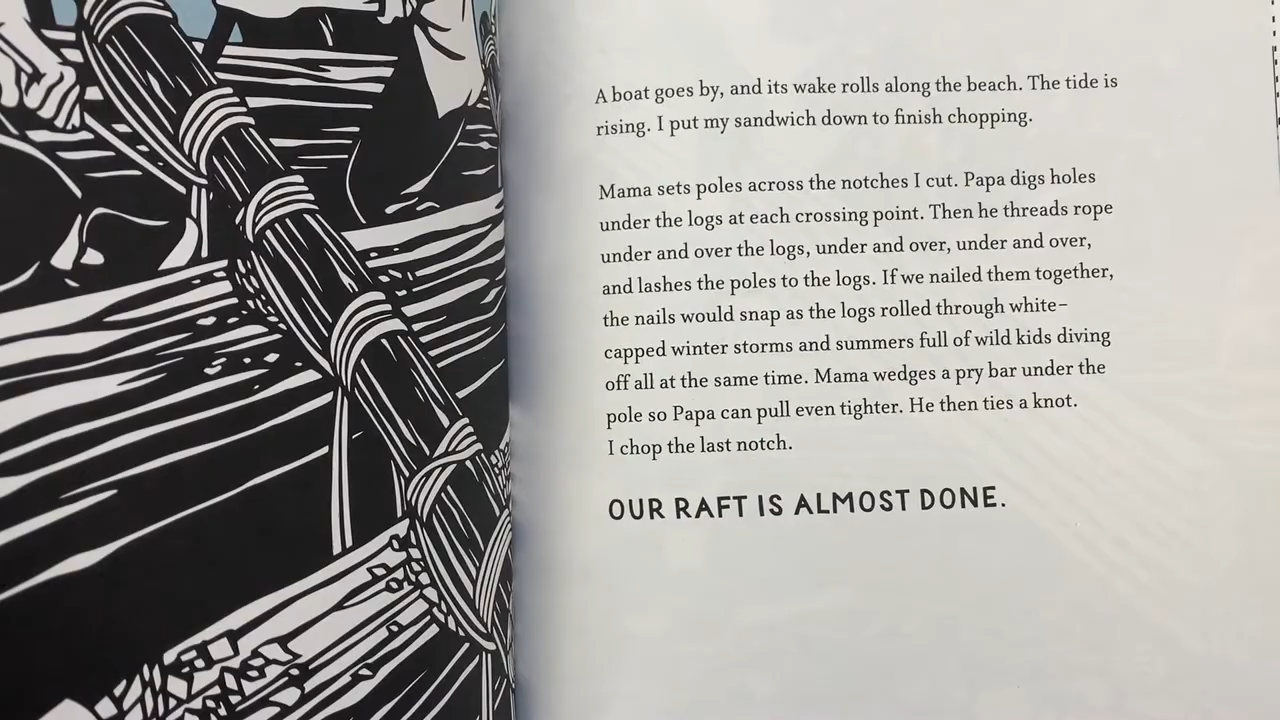 A boat goes by, and its wake rolls along the beach. The tide is
rising. I put my sandwich down to finish chopping.
Mama sets poles across the notches I cut. Papa digs holes
under the logs at each crossing point. Then he threads rope
under and over the logs, under and over, under and over,
and lashes the poles to the logs. If we nailed them together,
the nails would snap as the logs rolled through white–
capped winter storms and summers full of wild kids diving
off all at the same time. Mama wedges a pry bar under the
pole so Papa can pull even tighter. He then ties a knot.
I chop the last notch.
OUR RAFT IS ALMOST DONE.